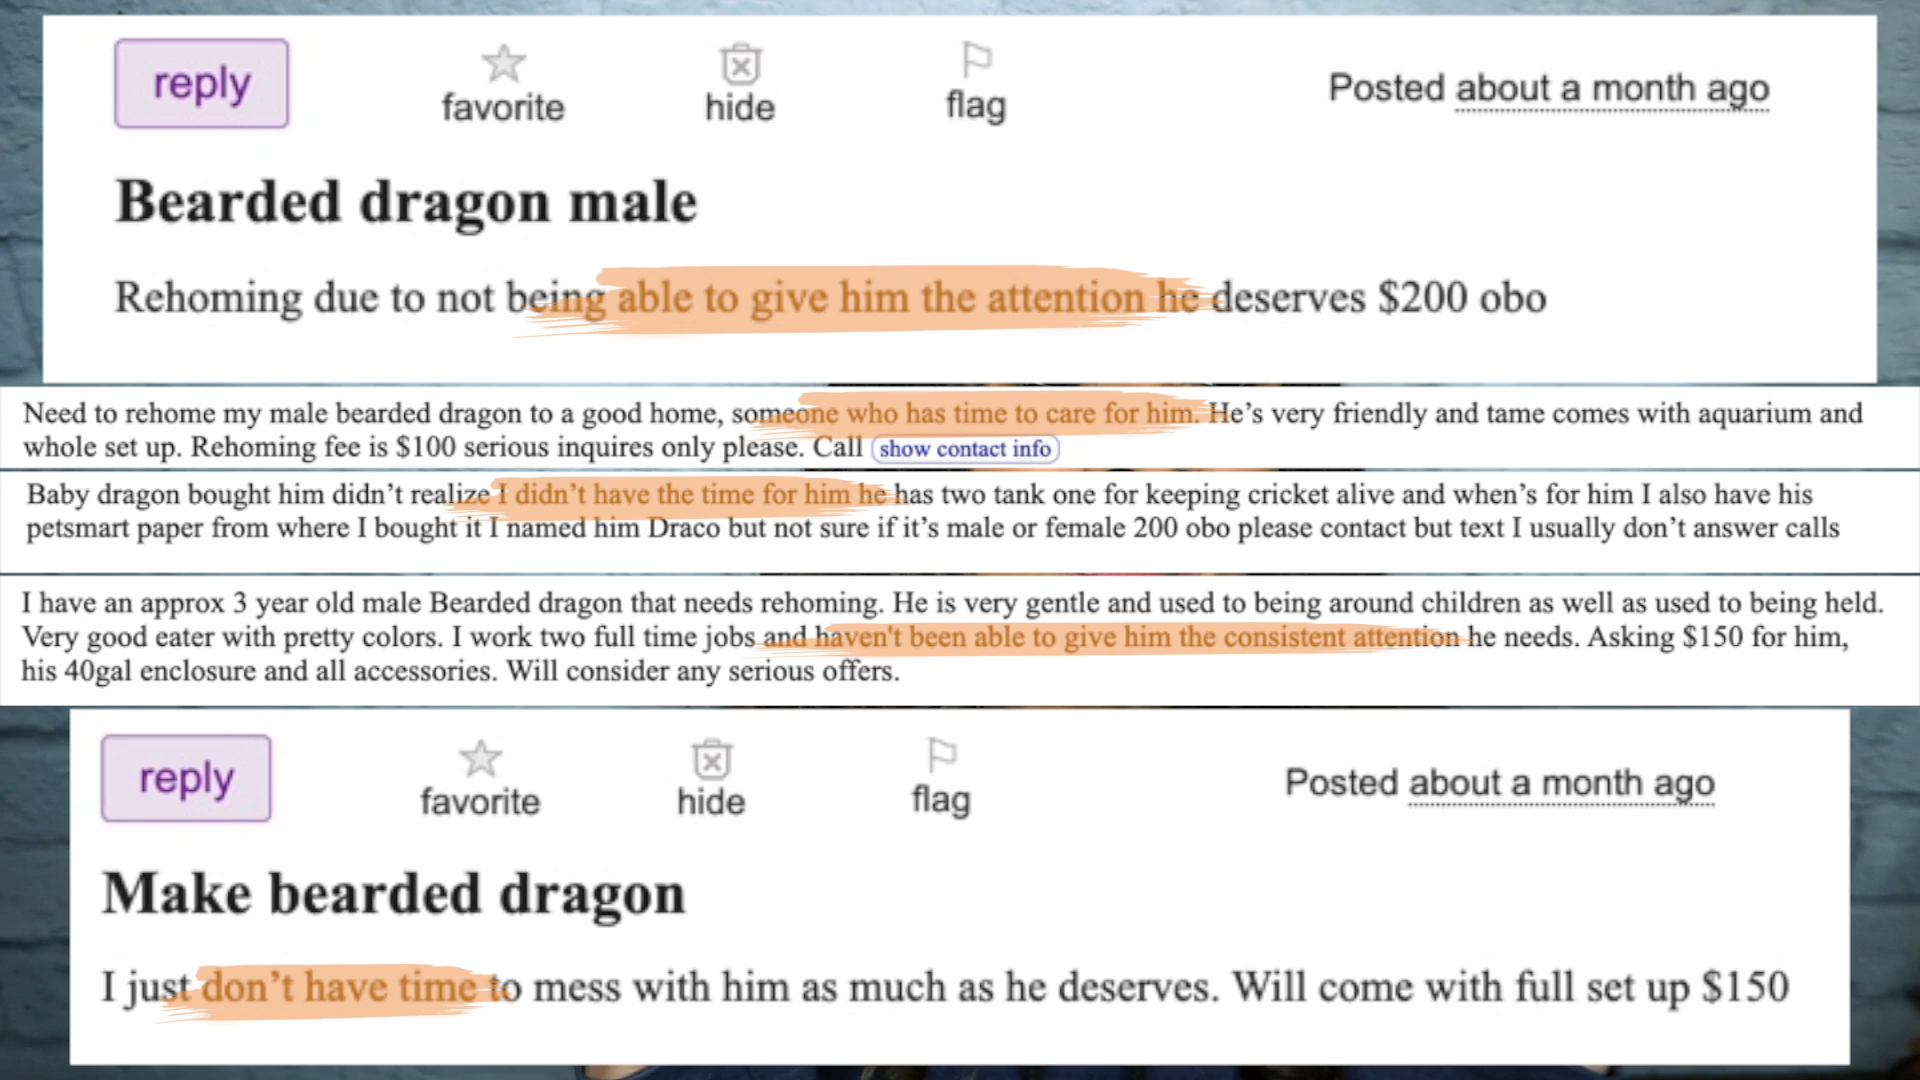 reply
favorite
hide
flag
Posted about a month ago
Bearded dragon male
Rehoming due to not being able to give him the attention he deserves $200 obo
Need to rehome my male bearded dragon to a good home, someone who has time to care for him. He’s very friendly and tame comes with aquarium and
whole set up. Rehoming fee is $100 serious inquires only please. Call show contact info
Baby dragon bought him didn’t realize I didn’t have the time for him he has two tank one for keeping cricket alive and when’s for him I also have his
petsmart paper from where I bought it I named him Draco but not sure if it’s male or female 200 obo please contact but text I usually don’t answer calls
I have an approx 3 year old male Bearded dragon that needs rehoming. He is very gentle and used to being around children as well as used to being held.
Very good eater with pretty colors. I work two full time jobs and haven't been able to give him the consistent attention he needs. Asking $150 for him,
his 40gal enclosure and all accessories. Will consider any serious offers.
reply
favorite
hide
flag
Posted about a month ago
Make bearded dragon
I just don’t have time to mess with him as much as he deserves. Will come with full set up $150